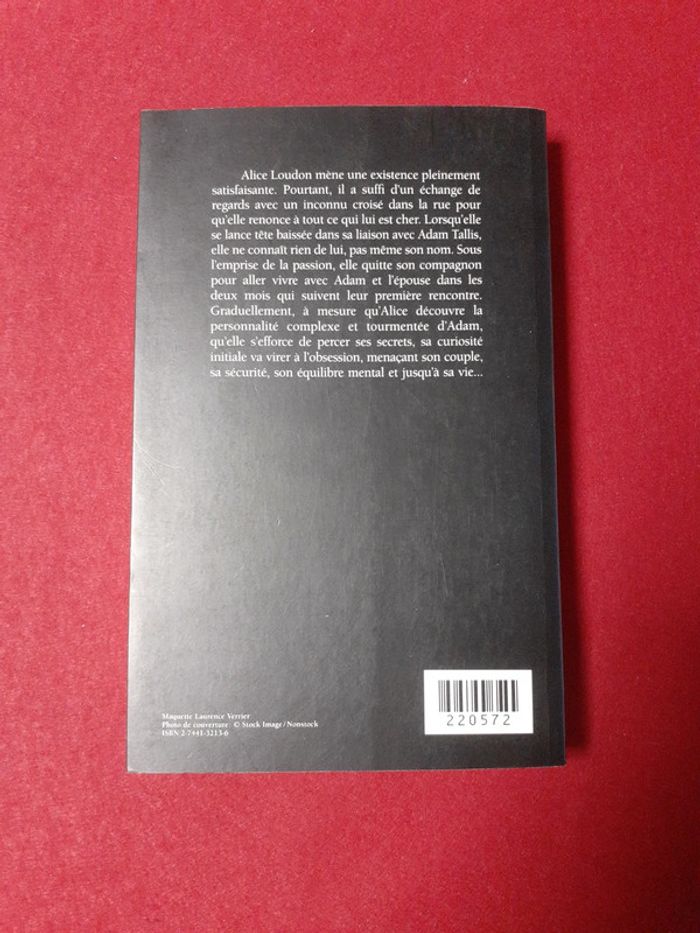 Alice Loudon mène une existence pleinement
satisfaisante. Pourtant, il a suffi d'un échange de
regards avec un inconnu croisé dans la rue pour
qu'elle renonce à tout ce qui lui est cher. Lorsqu'elle
se lance tête baissée dans sa liaison avec Adam Tallis,
elle ne connaît rien de lui, pas même son nom. Sous
l'emprise de la passion, elle quitte son compagnon
pour aller vivre avec Adam et l'épouse dans les
deux mois qui suivent leur première rencontre.
Graduellement, à mesure qu'Alice découvre la
personnalité complexe et tourmentée d'Adam,
qu'elle s'efforce de percer ses secrets, sa curiosité
initiale va virer à l'obsession, menaçant son couple,
sa sécurité, son équilibre mental et jusqu'à sa vie...
Maquette Laurence Verrier
Photo de couverture : © Stock Image / Nonstock
ISBN 2-7441-3213-6
220572